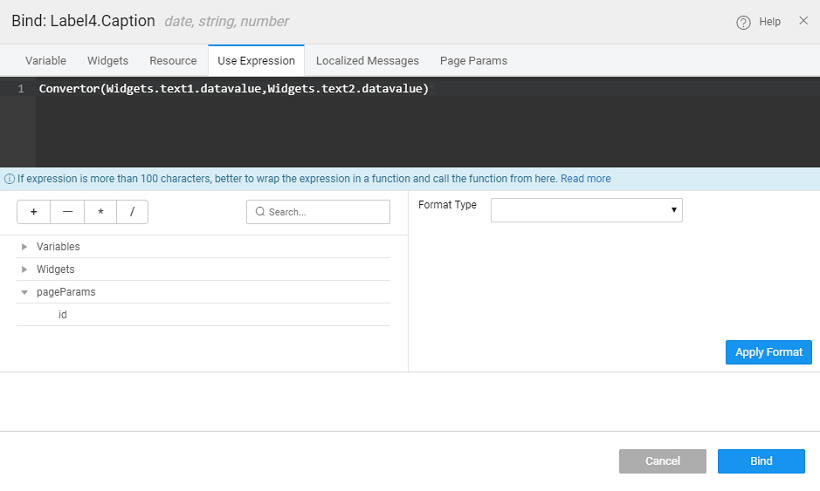 Bind: Label4.Caption date, string, number Help ×
Variable Widgets Resource Use Expression Localized Messages Page Params
1 Convertor(Widgets.text1.datavalue,Widgets.text2.datavalue)
If expression is more than 100 characters, better to wrap the expression in a function and call the function from here. Read more
+ — * / Search... Format Type
Variables
Widgets
pageParams
id
Apply Format
Cancel Bind